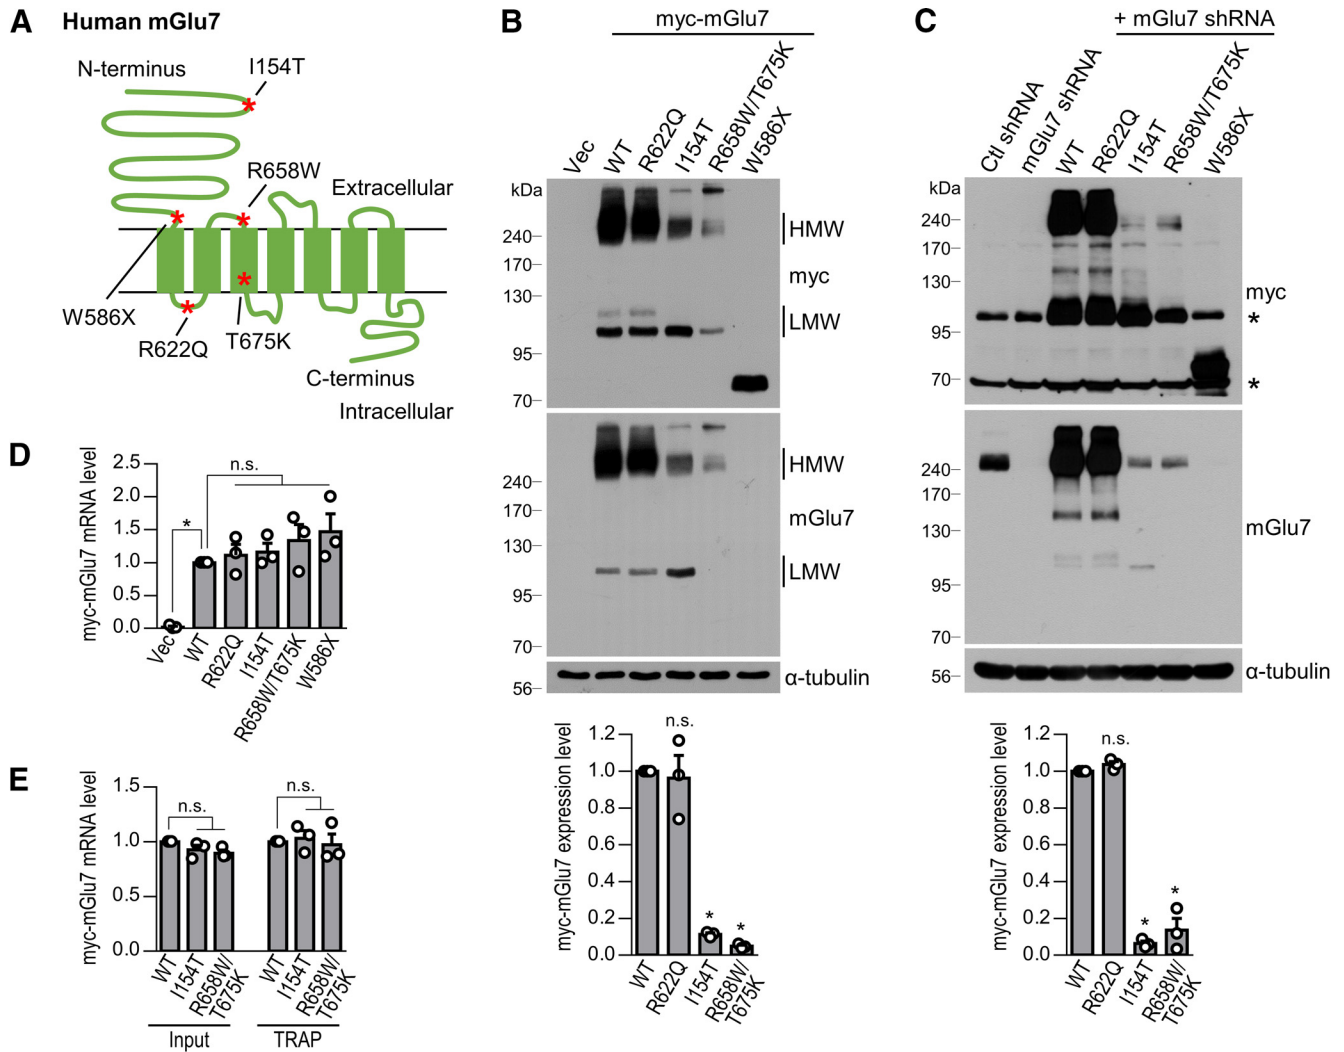 A Human mGlu7
N-terminus
I154T
R658W
Extracellular
W586X
R622Q
T675K
C-terminus
Intracellular
B
myc-mGlu7
Vec
WT
R622Q
I154T
R658W/T675K
W586X
kDa
240
170
130
95
70
HMW
myc
LMW
240
170
130
95
70
HMW
mGlu7
LMW
56
α-tubulin
myc-mGlu7 expression level
1.2
1.0
0.8
0.6
0.4
0.2
0.0
n.s.
*
*
WT
R622Q
I154T
R658W/
T675K
C
+ mGlu7 shRNA
Ctl shRNA
mGlu7 shRNA
WT
R622Q
I154T
R658W/T675K
W586X
kDa
240
170
130
95
70
myc
*
*
240
170
130
95
70
mGlu7
56
α-tubulin
myc-mGlu7 expression level
1.2
1.0
0.8
0.6
0.4
0.2
0.0
n.s.
*
*
WT
R622Q
I154T
R658W/
T675K
D
myc-mGlu7 mRNA level
2.5
2.0
1.5
1.0
0.5
0.0
*
n.s.
Vec
WT
R622Q
I154T
R658W/T675K
W586X
E
myc-mGlu7 mRNA level
1.5
1.0
0.5
0.0
n.s.
n.s.
WT
I154T
R658W/
T675K
WT
I154T
R658W/
T675K
Input
TRAP